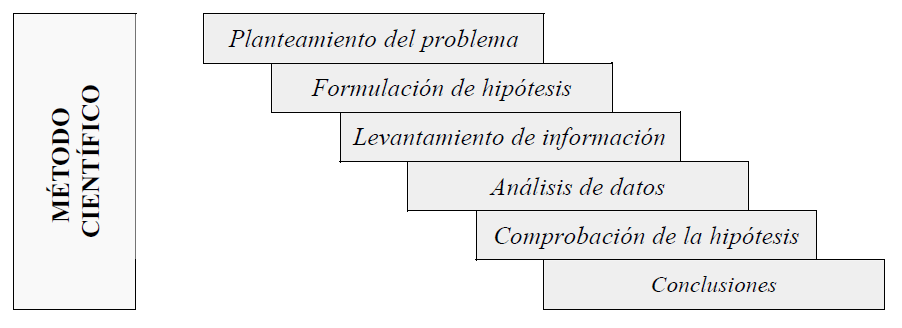 MÉTODO
CIENTÍFICO
Planteamiento del problema
Formulación de hipótesis
Levantamiento de información
Análisis de datos
Comprobación de la hipótesis
Conclusiones